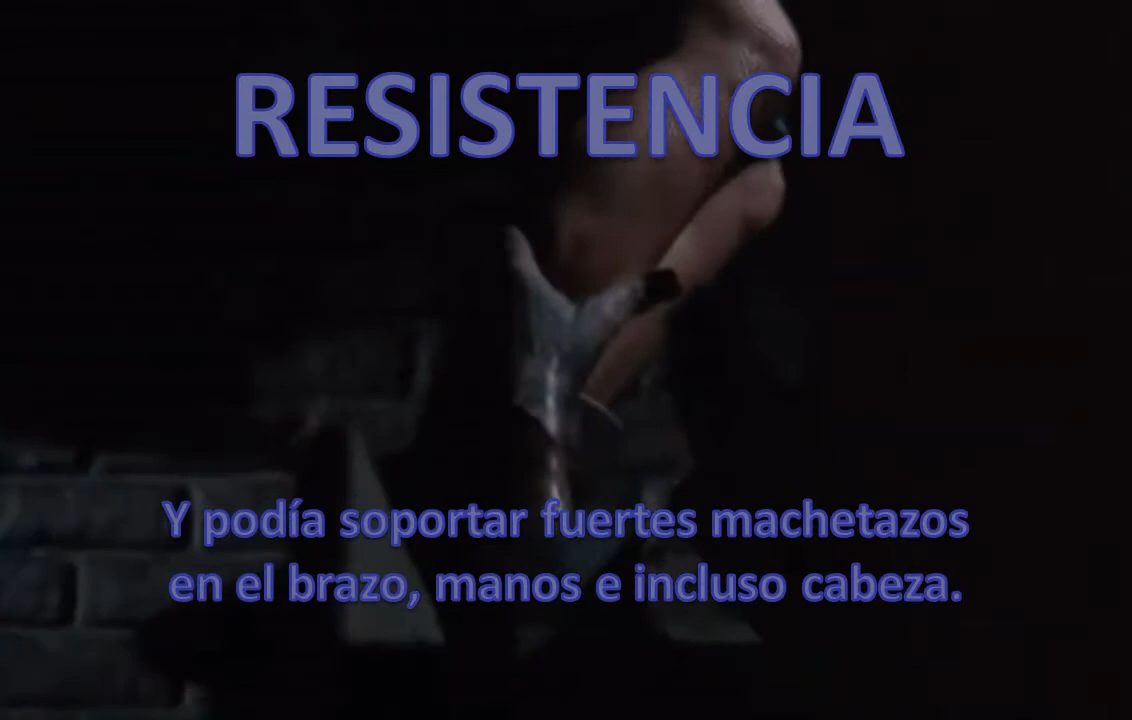 RESISTENCIA
Y podía soportar fuertes machetazos
en el brazo, manos e incluso cabeza.